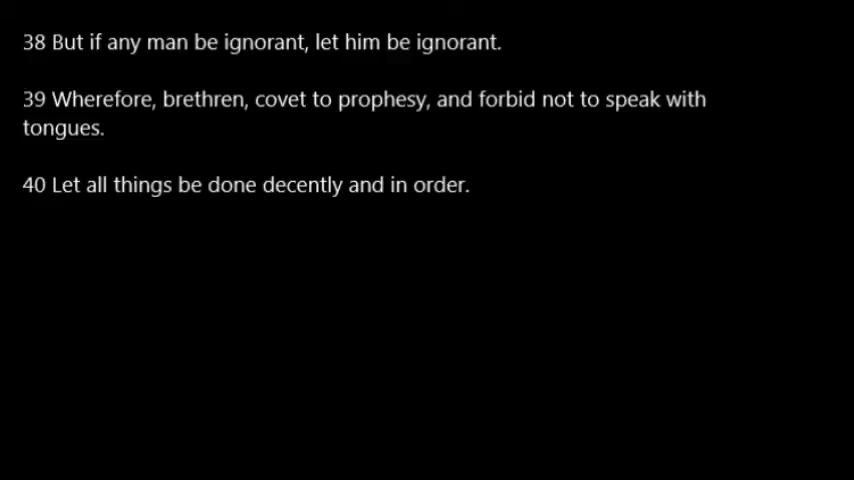 38 But if any man be ignorant, let him be ignorant.
39 Wherefore, brethren, covet to prophesy, and forbid not to speak with
tongues.
40 Let all things be done decently and in order.